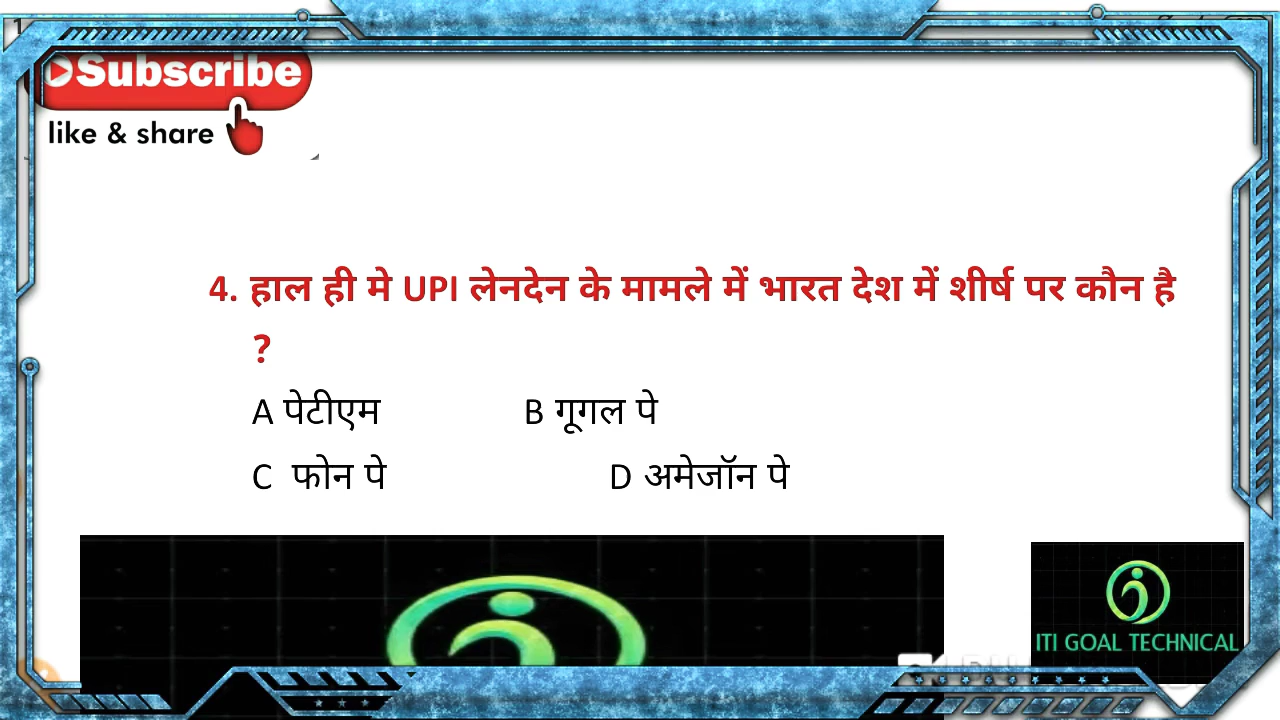 Subscribe
like & share
4. हाल ही मे UPI लेनदेन के मामले में भारत देश में शीर्ष पर कौन है
?
A पेटीएम B गूगल पे
C फोन पे D अमेजॉन पे
ITI GOAL TECHNICAL